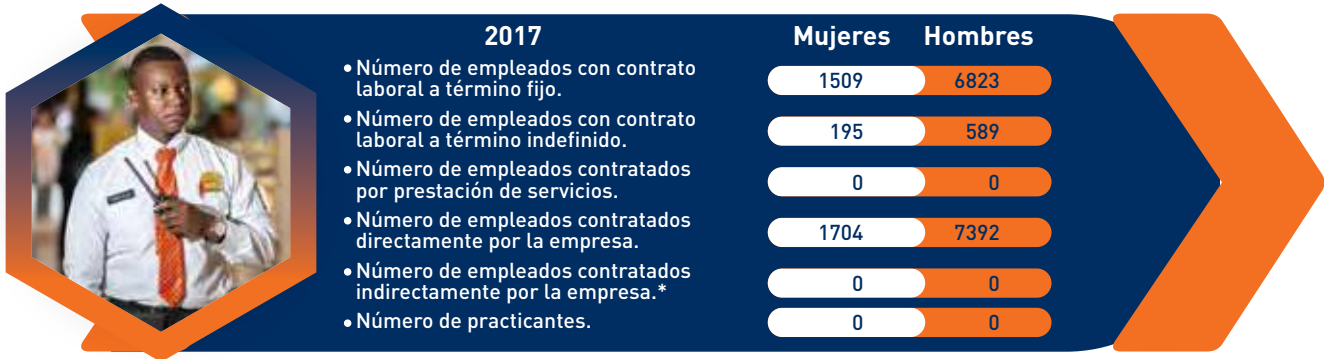 2017 Mujeres Hombres
• Número de empleados con contrato
laboral a término fijo.
1509 6823
• Número de empleados con contrato
laboral a término indefinido.
195 589
• Número de empleados contratados
por prestación de servicios.
0 0
• Número de empleados contratados
directamente por la empresa.
1704 7392
• Número de empleados contratados
indirectamente por la empresa.*
0 0
• Número de practicantes.
0 0